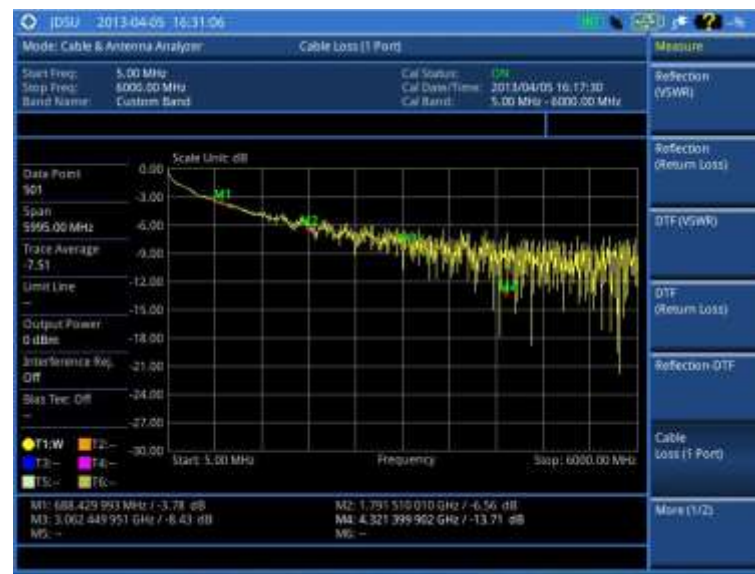 JDSU 2013-04-05 16:31:06
Mode: Cable & Antenna Analyzer Cable Loss (1 Port) Measure
Start Freq: 5.00 MHz Cal Status: ON
Stop Freq: 6000.00 MHz Cal Date/Time: 2013/04/05 16:17:30
Band Name: Custom Band Cal Band: 5.00 MHz - 6000.00 MHz
Reflection
(VSWR)
Reflection
(Return Loss)
DTF (VSWR)
DTF
(Return Loss)
Reflection-DTF
Cable
Loss (1 Port)
More (1/2)
Scale Unit: dB
Data Point
501
Span
5995.00 MHz
Trace Average
-7.51
Limit Line
--
Output Power
0 dBm
Interference Rej.
Off
Bias Tee: Off
--
T1:W T2:--
T3:-- T4:--
T5:-- T6:--
0.00
-3.00
-6.00
-9.00
-12.00
-15.00
-18.00
-21.00
-24.00
-27.00
-30.00
M1
M2
M3
M4
Start: 5.00 MHz Frequency Stop: 6000.00 MHz
M1: 688.429 993 MHz / -3.78 dB M2: 1.791 510 010 GHz / -6.56 dB
M3: 3.062 449 951 GHz / -8.43 dB M4: 4.321 399 902 GHz / -13.71 dB
M5: -- M6: --